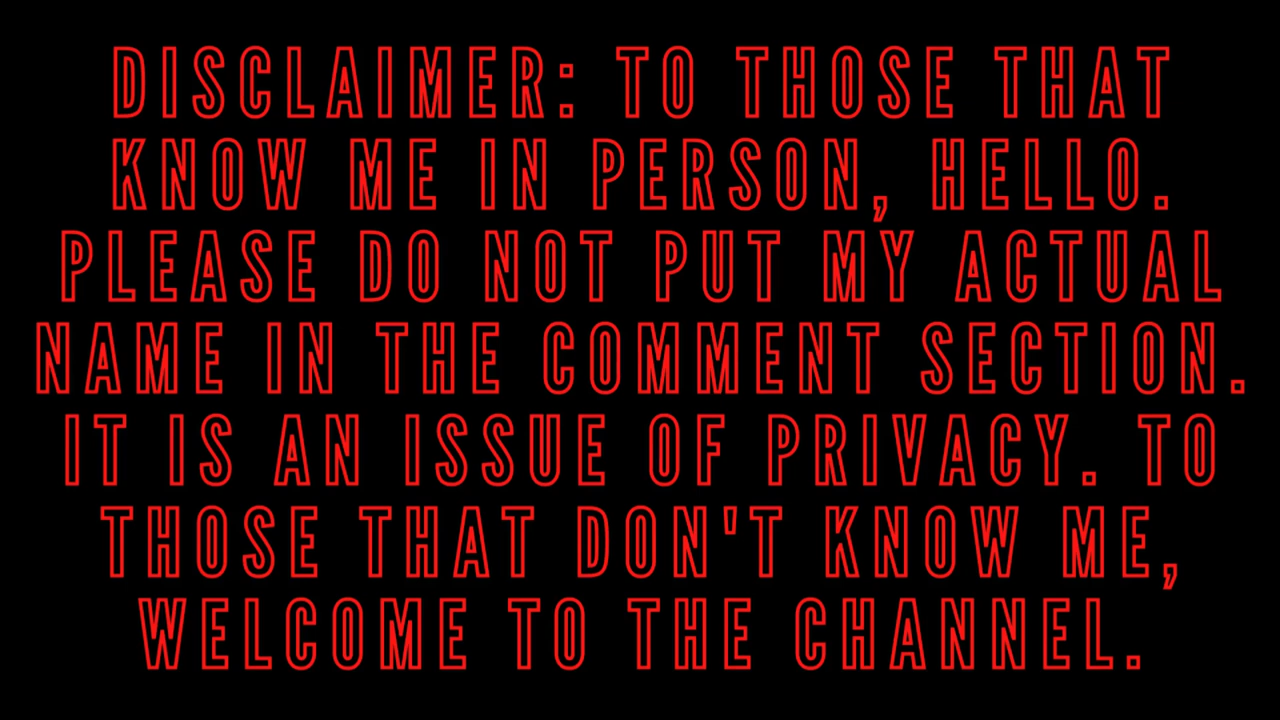 DISCLAIMER: TO THOSE THAT
KNOW ME IN PERSON, HELLO.
PLEASE DO NOT PUT MY ACTUAL
NAME IN THE COMMENT SECTION.
IT IS AN ISSUE OF PRIVACY. TO
THOSE THAT DON'T KNOW ME,
WELCOME TO THE CHANNEL.